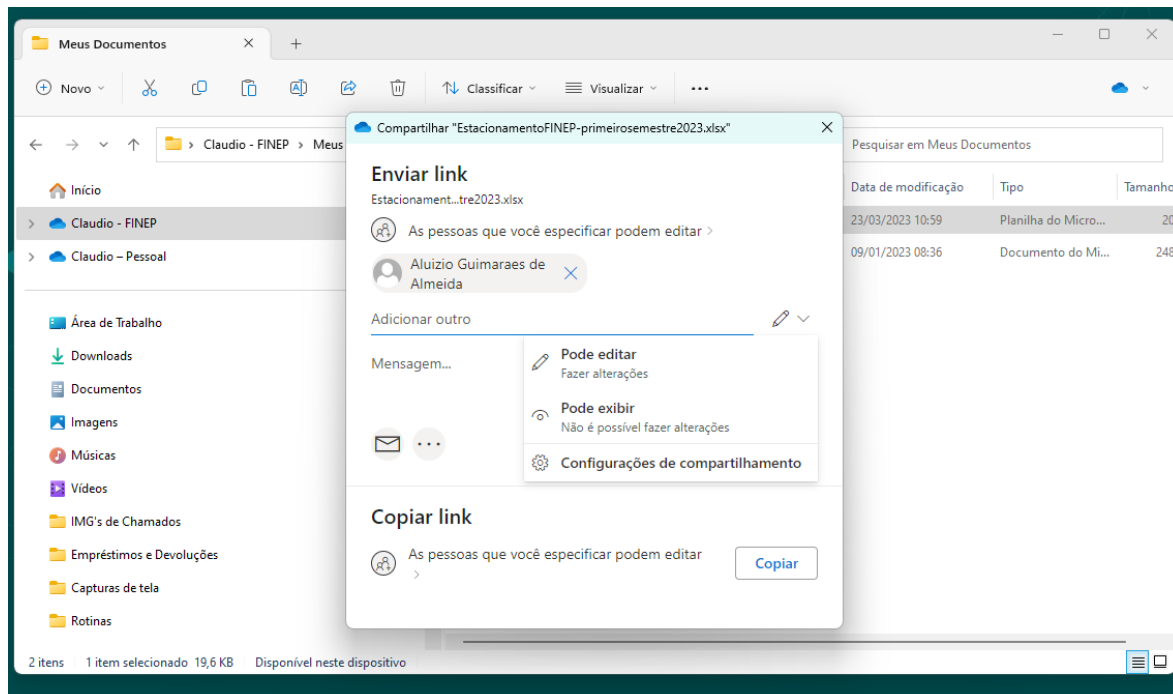 Meus Documentos
Novo
Classificar
Visualizar
Claudio - FINEP > Meus
Pesquisar em Meus Documentos
Início
Claudio - FINEP
Claudio – Pessoal
Área de Trabalho
Downloads
Documentos
Imagens
Músicas
Vídeos
IMG's de Chamados
Empréstimos e Devoluções
Capturas de tela
Rotinas
Compartilhar "EstacionamentoFINEP-primeirosemestre2023.xlsx"
Enviar link
Estacionament...tre2023.xlsx
As pessoas que você especificar podem editar >
Aluizio Guimaraes de
Almeida
Adicionar outro
Mensagem...
Pode editar
Fazer alterações
Pode exibir
Não é possível fazer alterações
Configurações de compartilhamento
Copiar link
As pessoas que você especificar podem editar
>
Copiar
Data de modificação Tipo Tamanho
23/03/2023 10:59 Planilha do Micro... 20
09/01/2023 08:36 Documento do Mi... 248
2 itens 1 item selecionado 19,6 KB Disponível neste dispositivo